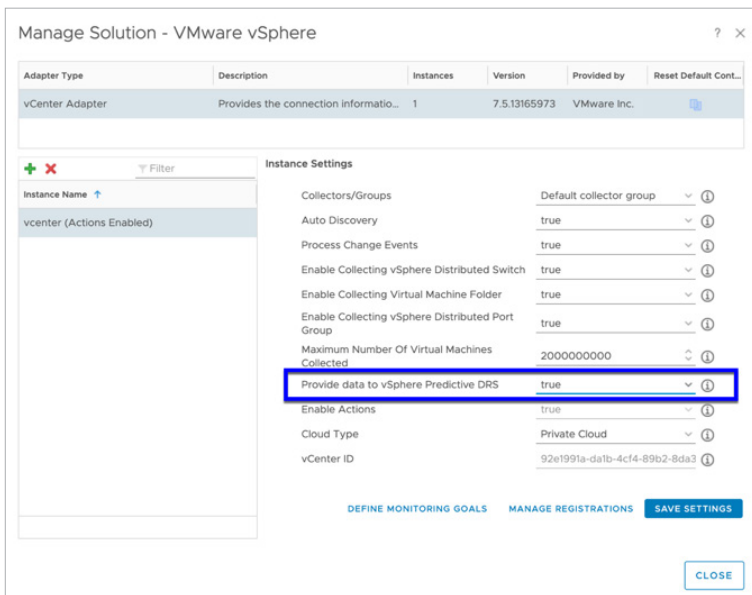 Manage Solution - VMware vSphere
? ×
Adapter Type Description Instances Version Provided by Reset Default Cont...
vCenter Adapter Provides the connection informatio... 1 7.5.13165973 VMware Inc.
Filter
Instance Name
vcenter (Actions Enabled)
Instance Settings
Collectors/Groups Default collector group
Auto Discovery true
Process Change Events true
Enable Collecting vSphere Distributed Switch true
Enable Collecting Virtual Machine Folder true
Enable Collecting vSphere Distributed Port
Group true
Maximum Number Of Virtual Machines
Collected 2000000000
Provide data to vSphere Predictive DRS true
Enable Actions true
Cloud Type Private Cloud
vCenter ID 92e1991a-da1b-4cf4-89b2-8da3
DEFINE MONITORING GOALS MANAGE REGISTRATIONS SAVE SETTINGS
CLOSE